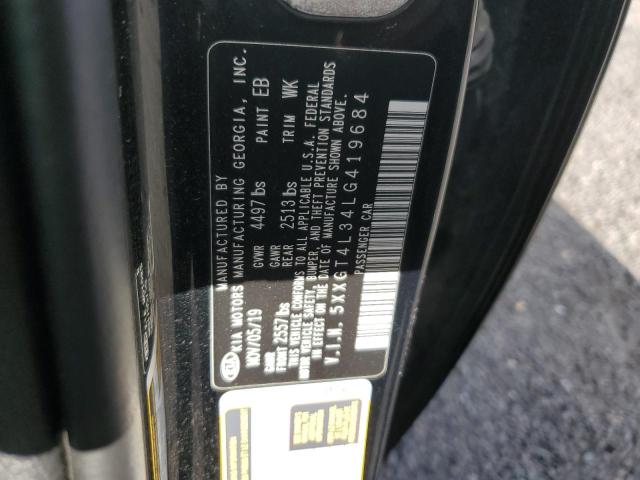 MANUFACTURED BY
KIA MOTORS MANUFACTURING GEORGIA, INC.
NOV/05/19 GVWR 4497 lbs PAINT EB
GAWR GAWR TRIM WK
FRONT 2557 lbs REAR 2513 lbs
THIS VEHICLE CONFORMS TO ALL APPLICABLE U.S.A. FEDERAL
MOTOR VEHICLE SAFETY, BUMPER, AND THEFT PREVENTION STANDARDS
IN EFFECT ON THE DATE OF MANUFACTURE SHOWN ABOVE.
V.I.N. 5XXGT4L34LG419684
PASSENGER CAR